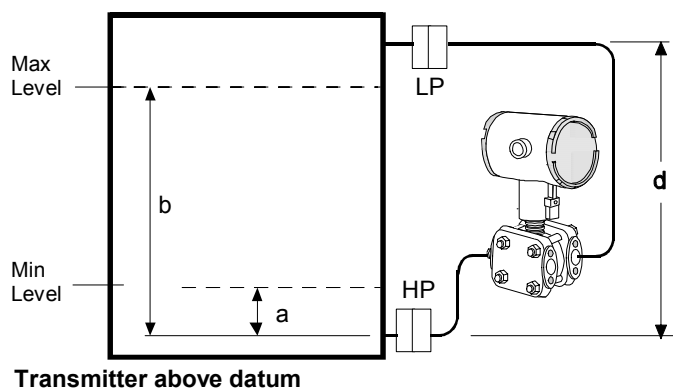 Max
Level
LP
b
d
Min
Level
a
HP
Transmitter above datum